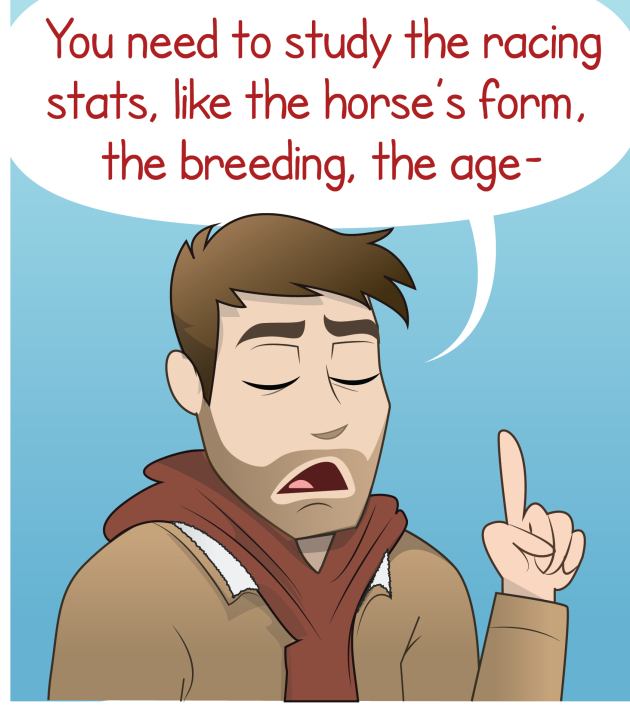 You need to study the racing
stats, like the horse's form,
the breeding, the age-